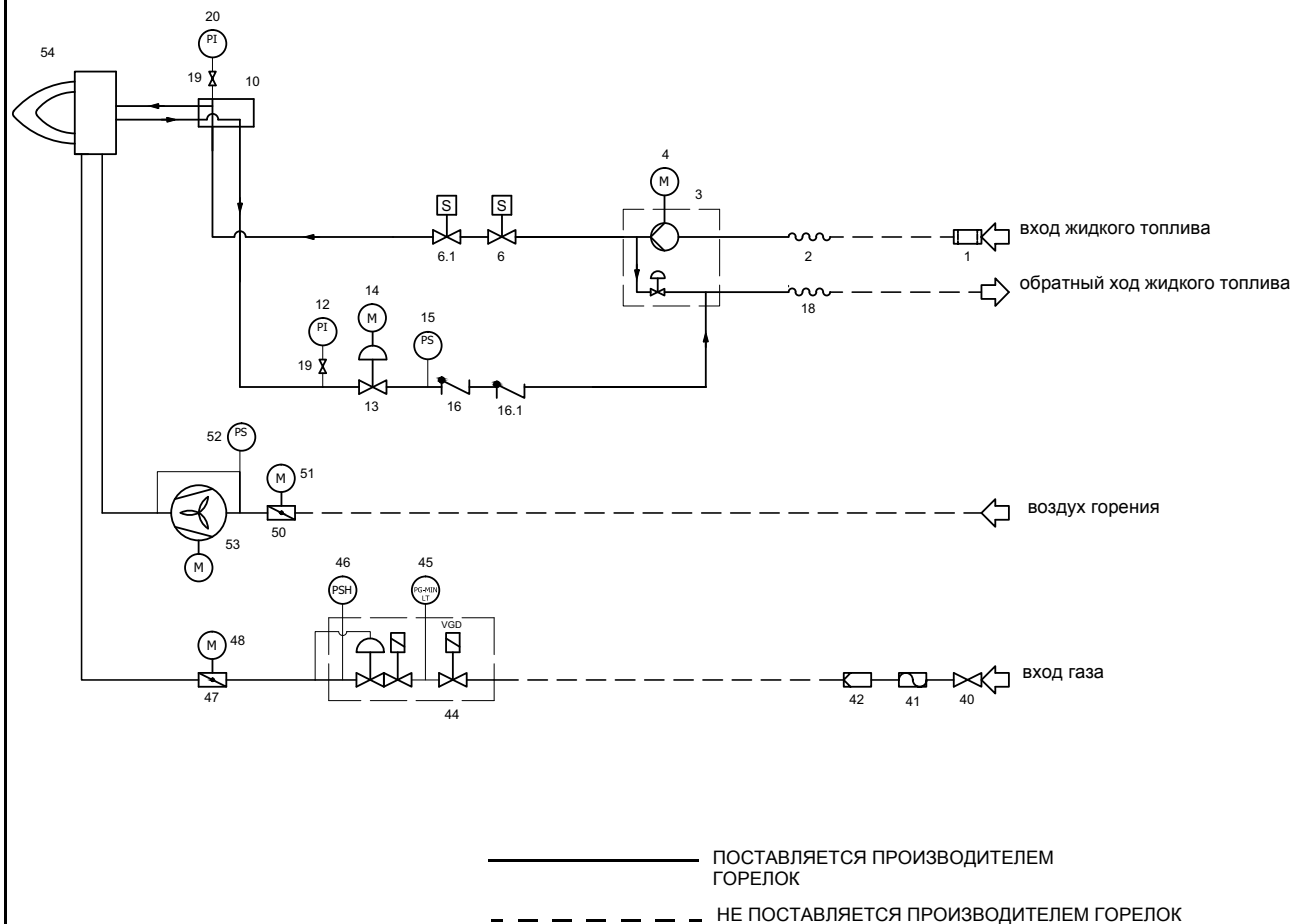 20
PI
54
19
10
4
M
3
S
S
6.1
6
2
1
вход жидкого топлива
обратный ход жидкого топлива
18
14
12
M
15
PI
PS
19
13
16
16.1
52
PS
M
51
50
53
M
воздух горения
46
45
PSH
PG-MIN
LT
VGD
M
48
47
44
42
41
40
вход газа
ПОСТАВЛЯЕТСЯ ПРОИЗВОДИТЕЛЕМ
ГОРЕЛОК
НЕ ПОСТАВЛЯЕТСЯ ПРОИЗВОДИТЕЛЕМ ГОРЕЛОК